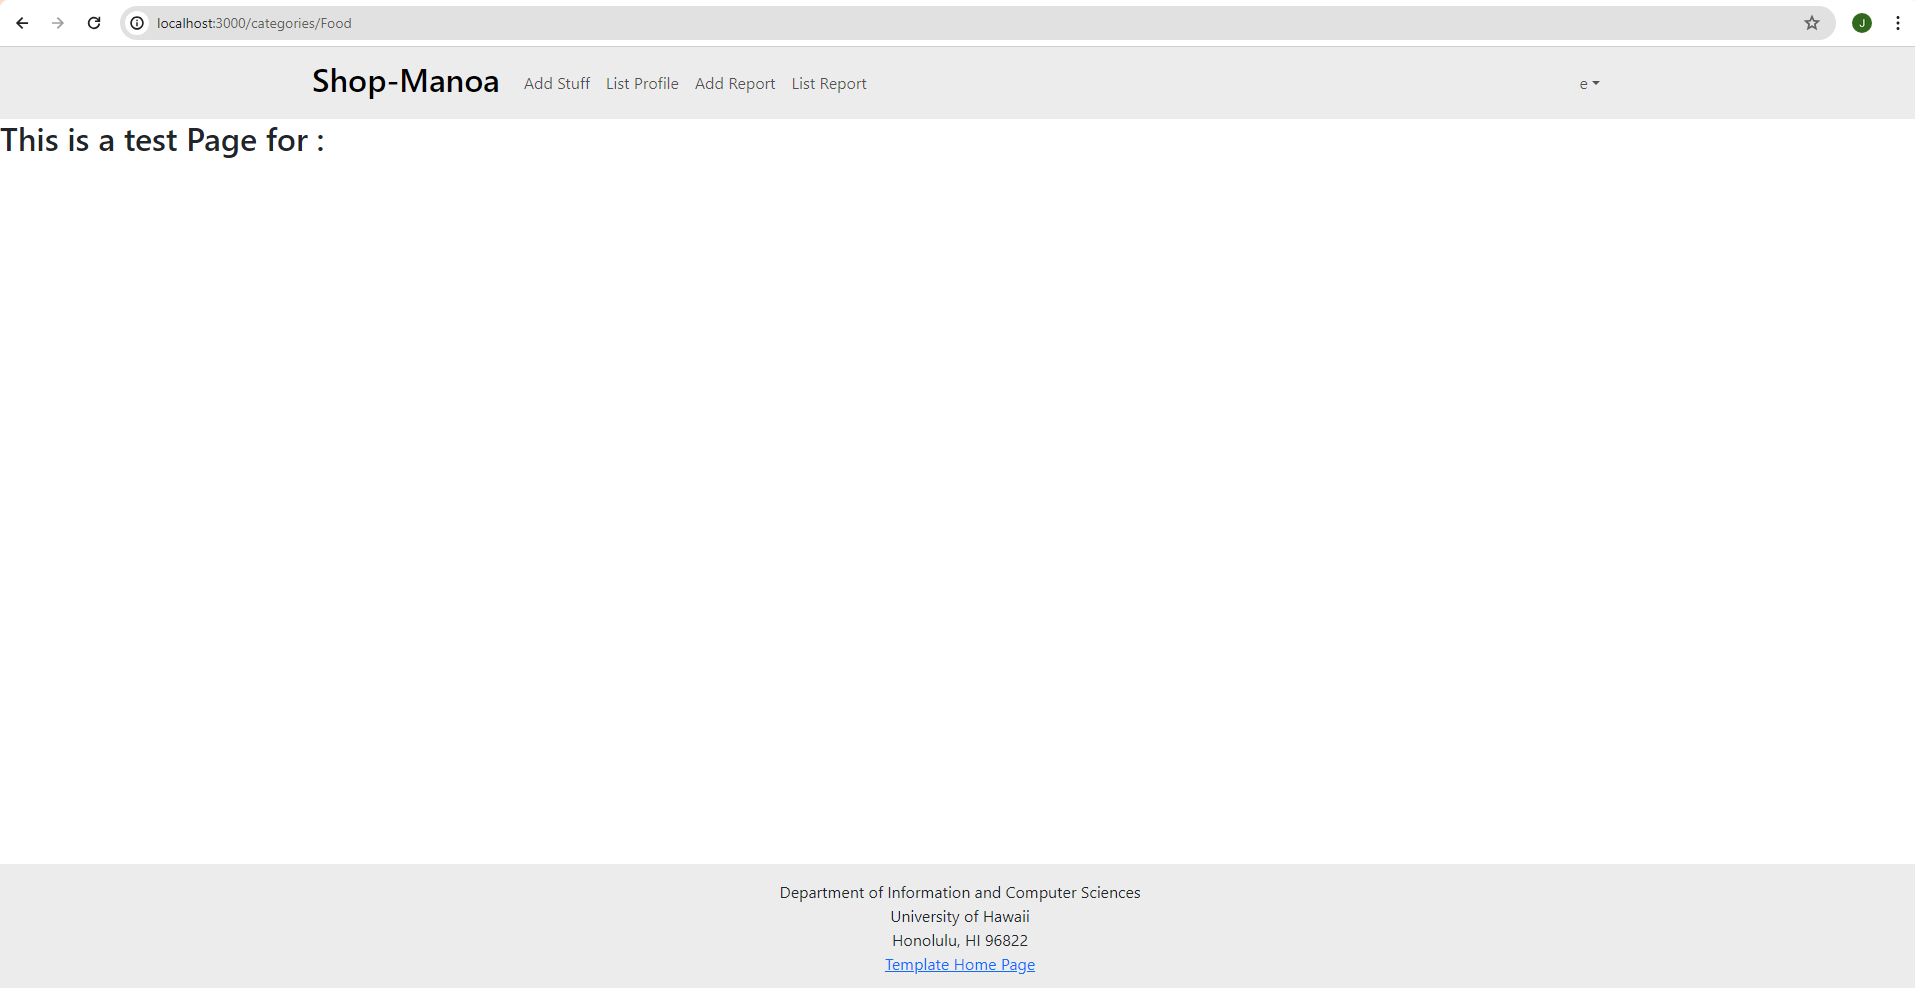 localhost:3000/categories/Food
J
Shop-Manoa Add Stuff List Profile Add Report List Report e
This is a test Page for :
Department of Information and Computer Sciences
University of Hawaii
Honolulu, HI 96822
Template Home Page